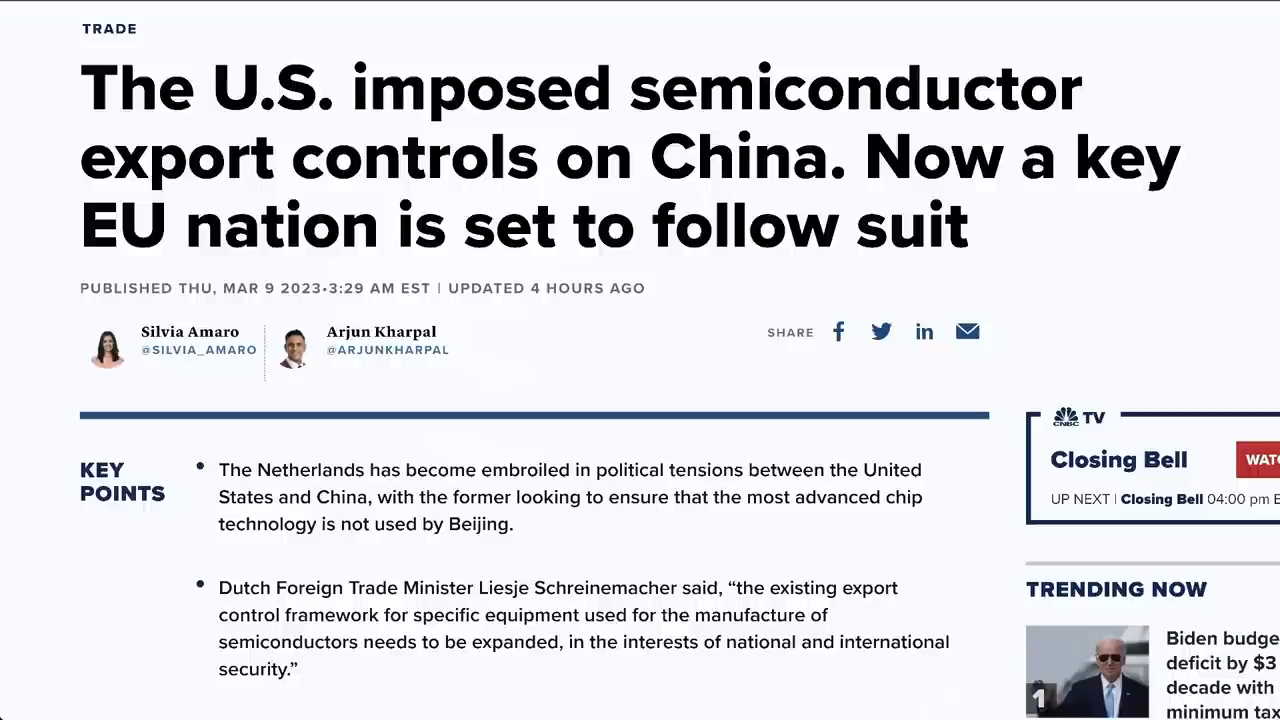 TRADE
The U.S. imposed semiconductor
export controls on China. Now a key
EU nation is set to follow suit
PUBLISHED THU, MAR 9 2023•3:29 AM EST | UPDATED 4 HOURS AGO
Silvia Amaro
@SILVIA_AMARO
Arjun Kharpal
@ARJUNKHARPAL
SHARE
KEY
POINTS
• The Netherlands has become embroiled in political tensions between the United
States and China, with the former looking to ensure that the most advanced chip
technology is not used by Beijing.
• Dutch Foreign Trade Minister Liesje Schreinemacher said, “the existing export
control framework for specific equipment used for the manufacture of
semiconductors needs to be expanded, in the interests of national and international
security.”
CNBC TV
Closing Bell
WATC
UP NEXT | Closing Bell 04:00 pm E
TRENDING NOW
1
Biden budge
deficit by $3
decade with
minimum tax